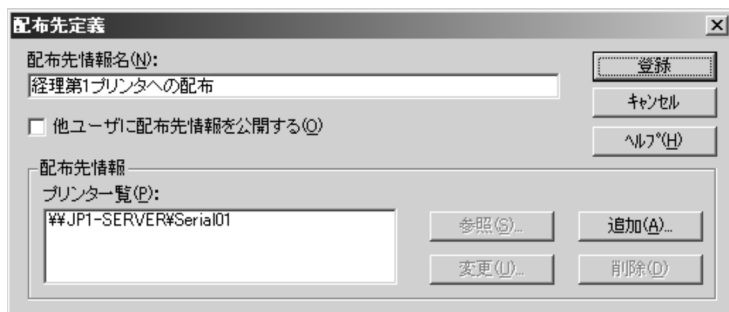 配布先定義
配布先情報名(N):
経理第1プリンタへの配布
他ユーザに配布先情報を公開する(O)
登録
キャンセル
ヘルプ(H)
配布先情報
プリンター覧(P):
¥¥JP1-SERVER¥Serial01
参照(S)...
追加(A)...
変更(U)...
削除(D)